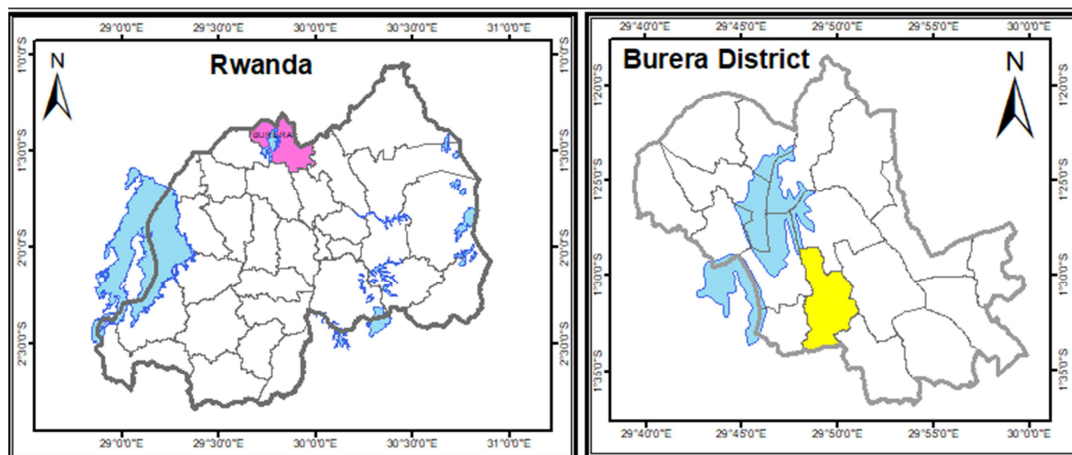 29°0'0"E 29°30'0"E 30°0'0"E 30°30'0"E 31°0'0"E
Rwanda
N
BURERA
1°0'0"S
1°30'0"S
2°0'0"S
2°30'0"S
1°0'0"S
1°30'0"S
2°0'0"S
2°30'0"S
29°0'0"E 29°30'0"E 30°0'0"E 30°30'0"E 31°0'0"E
29°40'0"E 29°45'0"E 29°50'0"E 29°55'0"E 30°0'0"E
Burera District
N
1°20'0"S
1°25'0"S
1°30'0"S
1°35'0"S
1°20'0"S
1°25'0"S
1°30'0"S
1°35'0"S
29°40'0"E 29°45'0"E 29°50'0"E 29°55'0"E 30°0'0"E